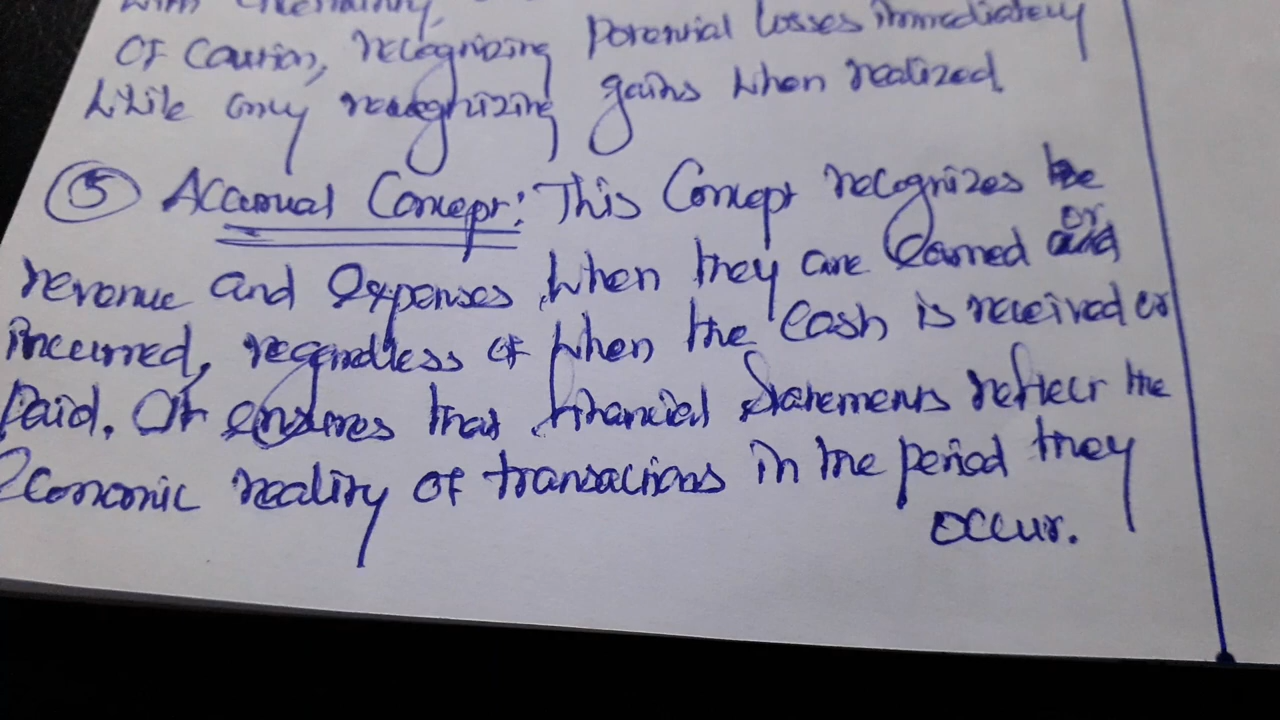 with
of Caution, recognizing potential losses immediately
while only recognizing gains when realized.
⑤ Accrual Concept: This Concept recognizes the
revenue and expenses when they are earned or
incurred, regardless of when the cash is received or
paid. It ensures that financial statements reflect the
Economic reality of transactions in the period they
occur.